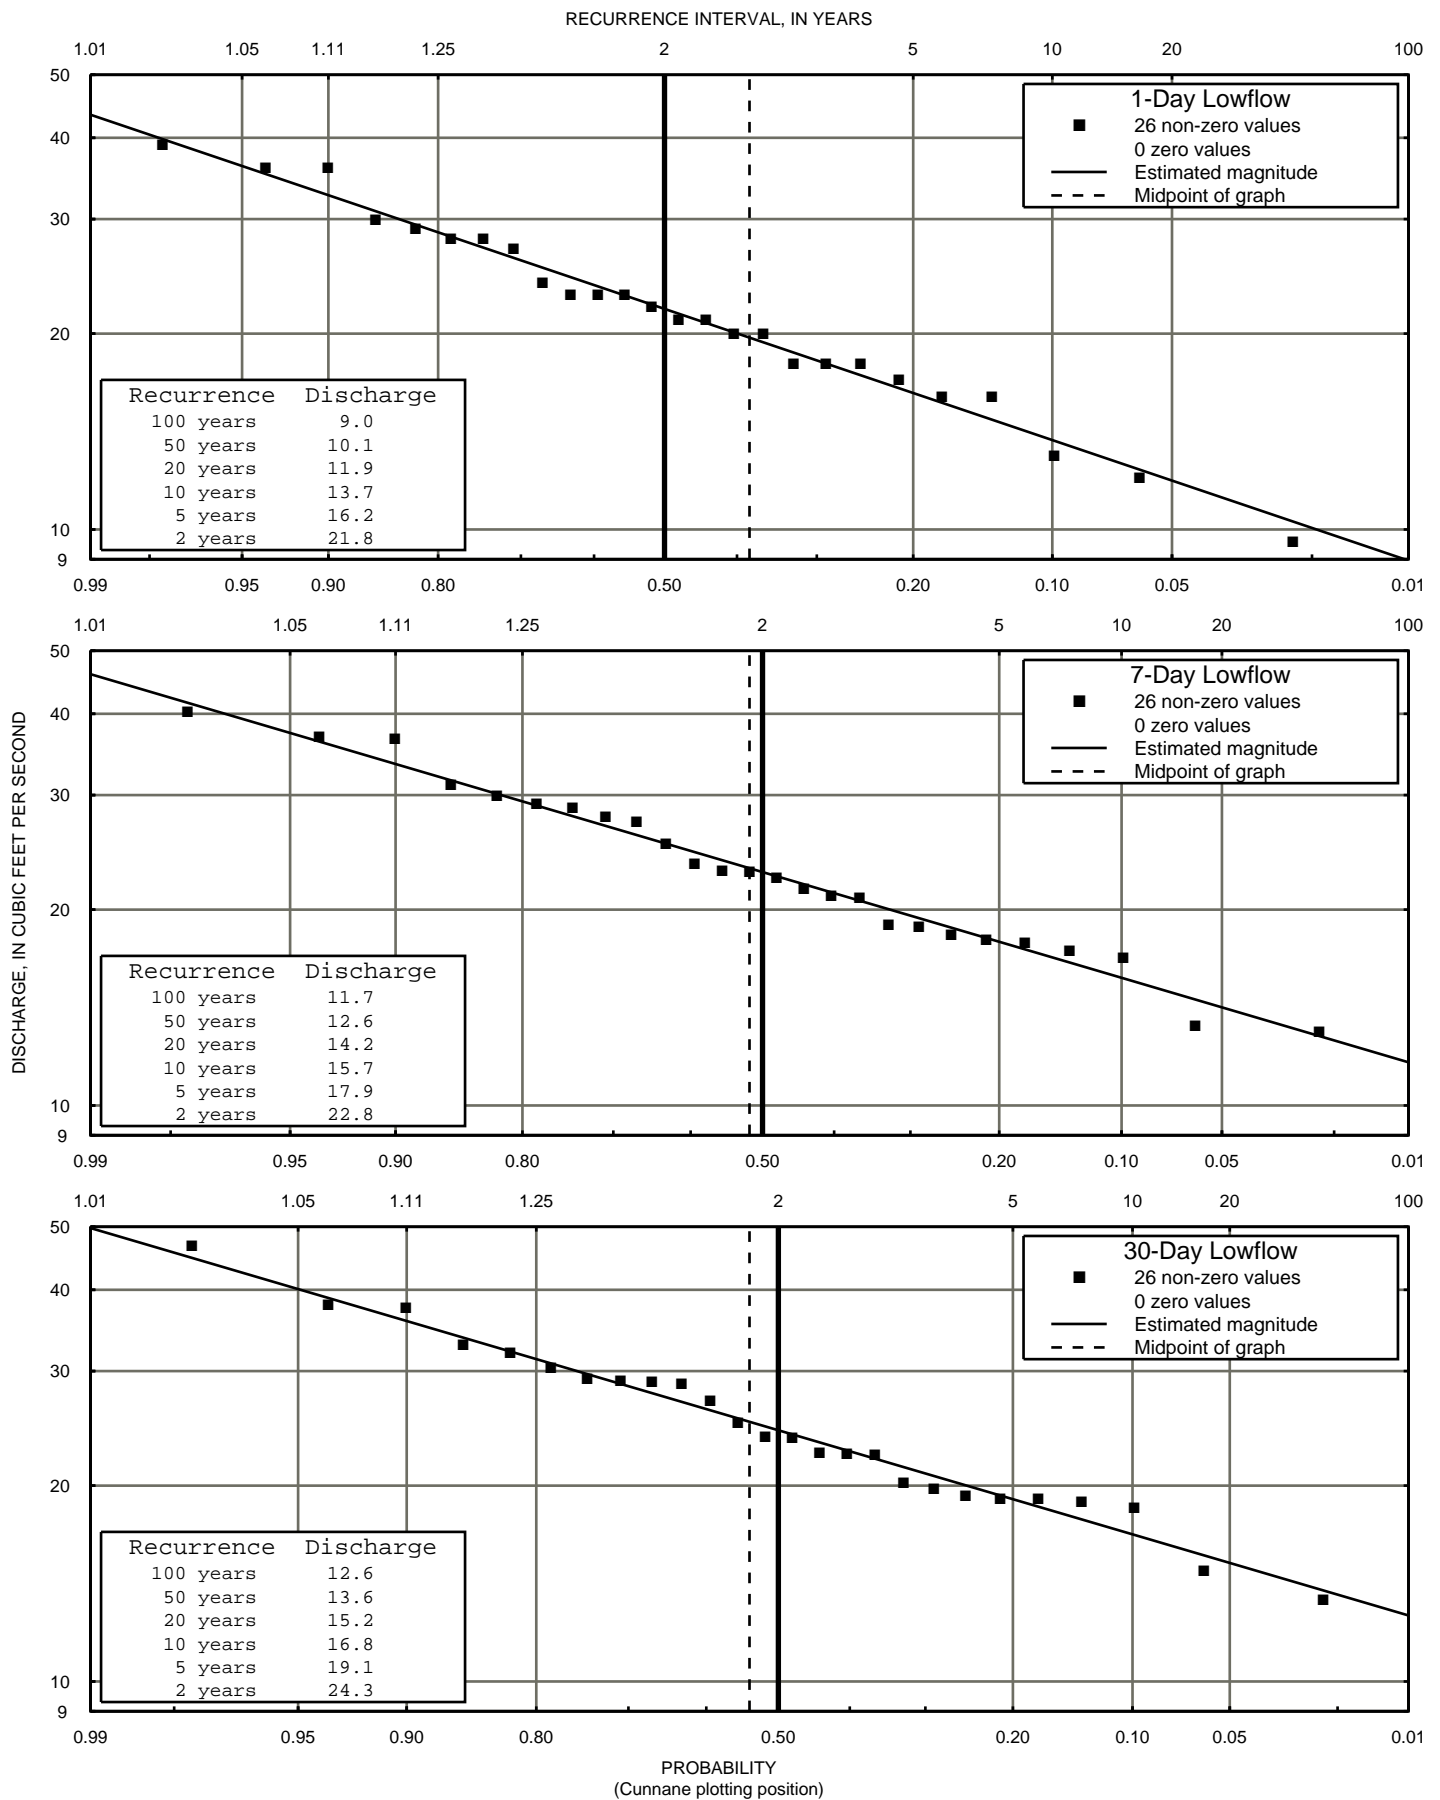 RECURRENCE INTERVAL, IN YEARS
1.01 1.05 1.11 1.25 2 5 10 20 100
50
40
30
20
10
9
1-Day Lowflow
26 non-zero values
0 zero values
Estimated magnitude
Midpoint of graph
Recurrence Discharge
100 years 9.0
50 years 10.1
20 years 11.9
10 years 13.7
5 years 16.2
2 years 21.8
0.99 0.95 0.90 0.80 0.50 0.20 0.10 0.05 0.01
1.01 1.05 1.11 1.25 2 5 10 20 100
50
40
30
20
10
9
DISCHARGE, IN CUBIC FEET PER SECOND
7-Day Lowflow
26 non-zero values
0 zero values
Estimated magnitude
Midpoint of graph
Recurrence Discharge
100 years 11.7
50 years 12.6
20 years 14.2
10 years 15.7
5 years 17.9
2 years 22.8
0.99 0.95 0.90 0.80 0.50 0.20 0.10 0.05 0.01
1.01 1.05 1.11 1.25 2 5 10 20 100
50
40
30
20
10
9
30-Day Lowflow
26 non-zero values
0 zero values
Estimated magnitude
Midpoint of graph
Recurrence Discharge
100 years 12.6
50 years 13.6
20 years 15.2
10 years 16.8
5 years 19.1
2 years 24.3
0.99 0.95 0.90 0.80 0.50 0.20 0.10 0.05 0.01
PROBABILITY
(Cunnane plotting position)